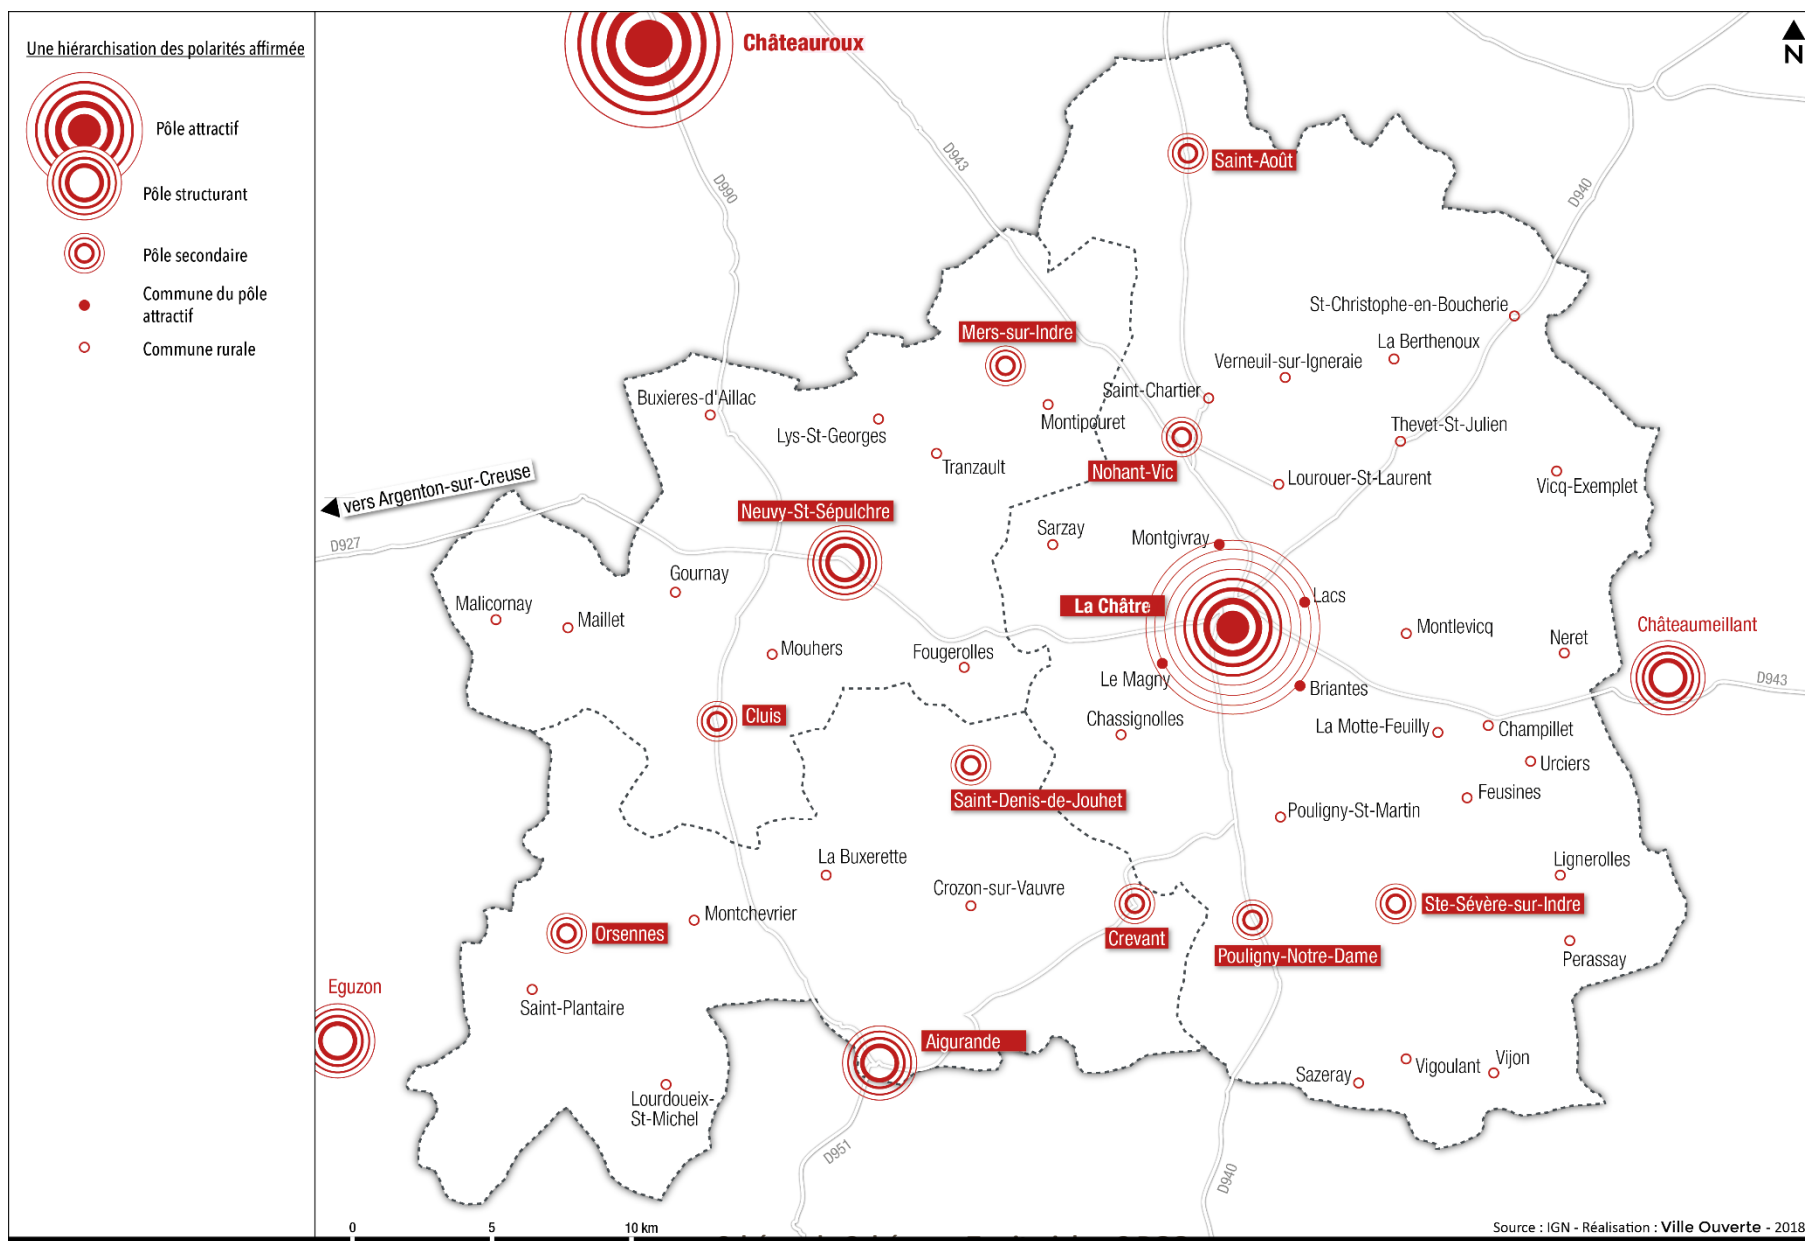 Une hiérarchisation des polarités affirmée
Pôle attractif
Pôle structurant
Pôle secondaire
Commune du pôle
attractif
Commune rurale
Châteauroux
N
D990
D943
D940
Saint-Août
St-Christophe-en-Boucherie
Mers-sur-Indre
La Berthenoux
Verneuil-sur-Igneraie
Saint-Chartier
Buxieres-d'Aillac
Montipouret
Lys-St-Georges
Thevet-St-Julien
Tranzault
Nohant-Vic
Lourouer-St-Laurent
Vicq-Exemplet
vers Argenton-sur-Creuse
Neuvy-St-Sépulchre
D927
Sarzay
Montgivray
Gournay
Malicornay
Maillet
La Châtre
Lacs
Montlevicq
Châteaumeillant
Neret
Mouhers
Fougerolles
Le Magny
Briantes
D943
Cluis
Chassignolles
La Motte-Feuilly
Champillet
Urciers
Saint-Denis-de-Jouhet
Feusines
Pouligny-St-Martin
La Buxerette
Lignerolles
Crozon-sur-Vauvre
Montchevrier
Ste-Sévère-sur-Indre
Orsennes
Crevant
Pouligny-Notre-Dame
Perassay
Eguzon
Saint-Plantaire
Aigurande
Vigoulant
Vijon
Sazeray
Lourdoueix-
St-Michel
D951
D940
0 5 10 km
Source : IGN - Réalisation : Ville Ouverte - 2018